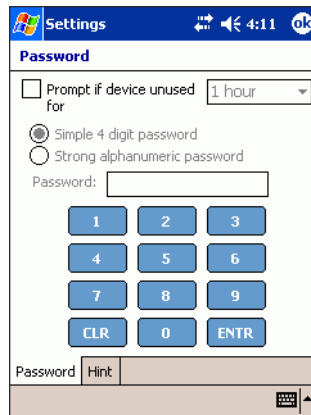 Settings 4:11 ok
Password
Prompt if device unused for 1 hour
Simple 4 digit password
Strong alphanumeric password
Password:
1 2 3
4 5 6
7 8 9
CLR 0 ENTR
Password Hint